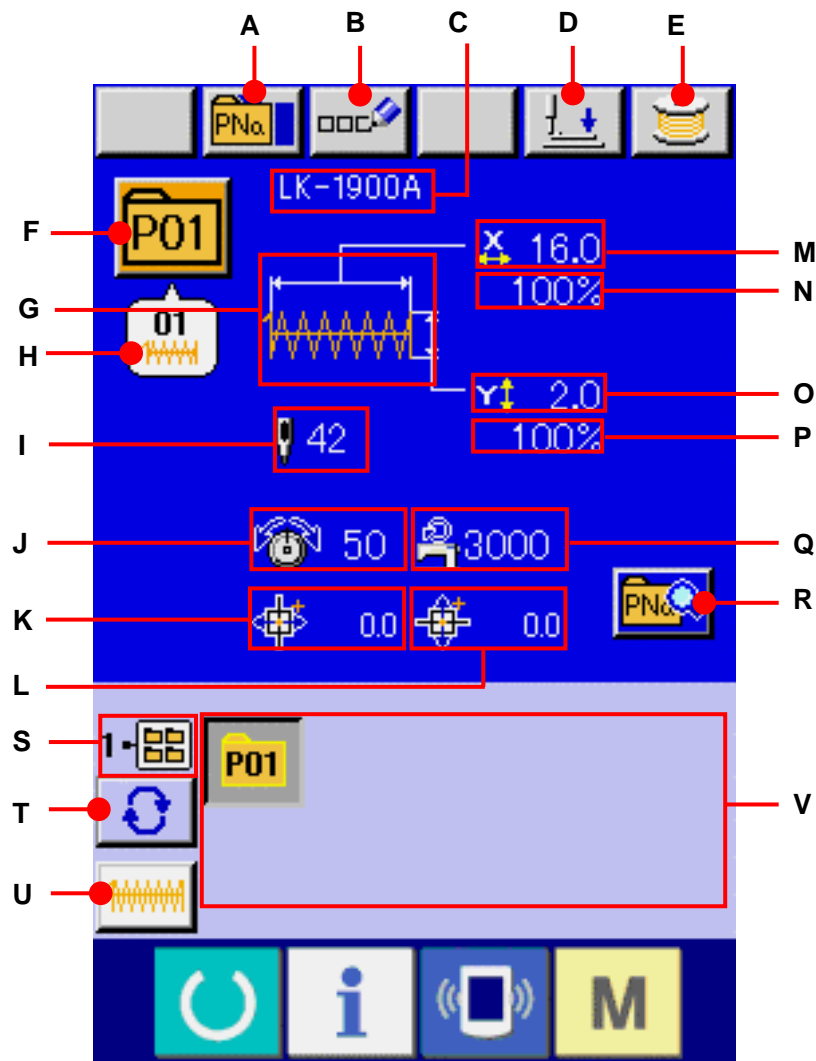 A B C D E
PNo.
LK-1900A
F P01
X 16.0 M
100% N
G
01
H
Y 2.0 O
I 42 100% P
J 50 3000 Q
PNo. R
K 0.0 0.0
L
S 1
P01
T V
U
i M